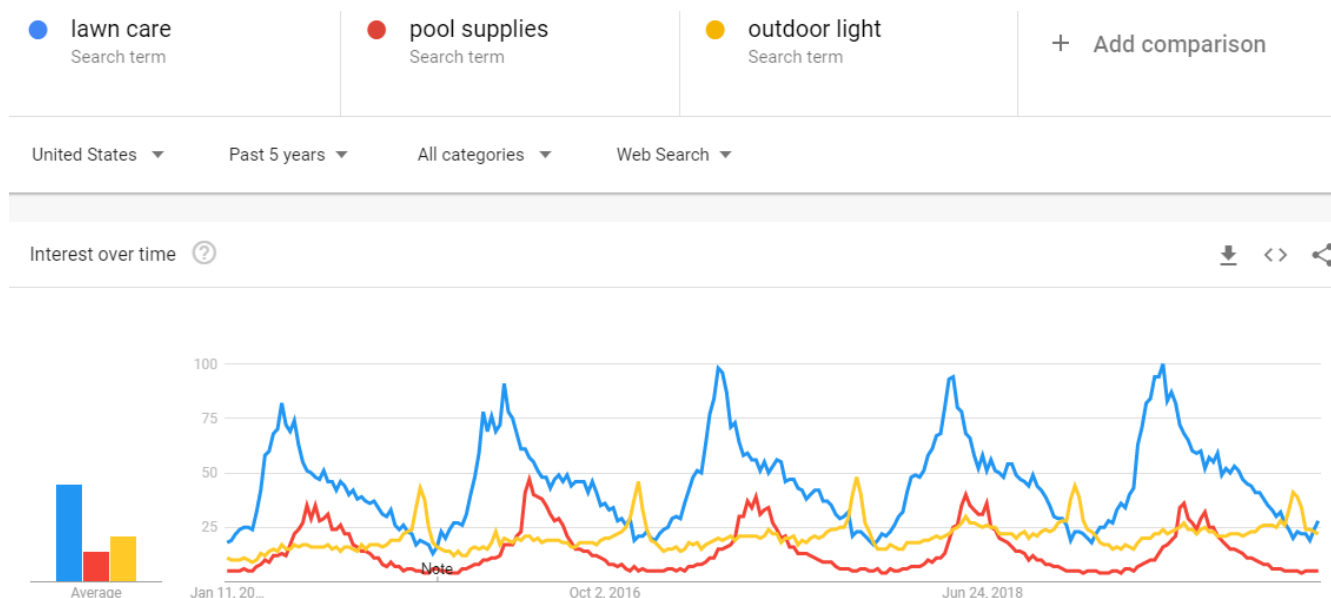 lawn care
Search term
pool supplies
Search term
outdoor light
Search term
+ Add comparison
United States
Past 5 years
All categories
Web Search
Interest over time
?
100
75
50
25
Note
Average
Jan 11, 20...
Oct 2, 2016
Jun 24, 2018